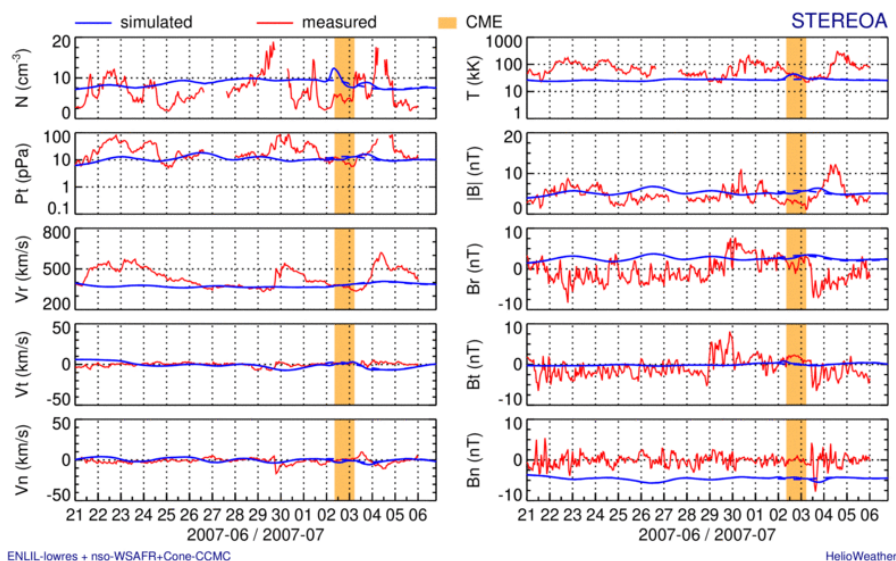 simulated measured CME STEREOA
N (cm⁻³)
20
10
0
Pt (pPa)
100
10
1
0.1
Vr (km/s)
800
500
200
Vt (km/s)
50
0
-50
Vn (km/s)
50
0
-50
21 22 23 24 25 26 27 28 29 30 01 02 03 04 05 06
2007-06 / 2007-07
T (kK)
1000
100
10
1
|B| (nT)
20
10
0
Br (nT)
10
0
-10
Bt (nT)
10
0
-10
Bn (nT)
10
0
-10
21 22 23 24 25 26 27 28 29 30 01 02 03 04 05 06
2007-06 / 2007-07
ENLIL-lowres + nso-WSAFR+Cone-CCMC HelioWeather